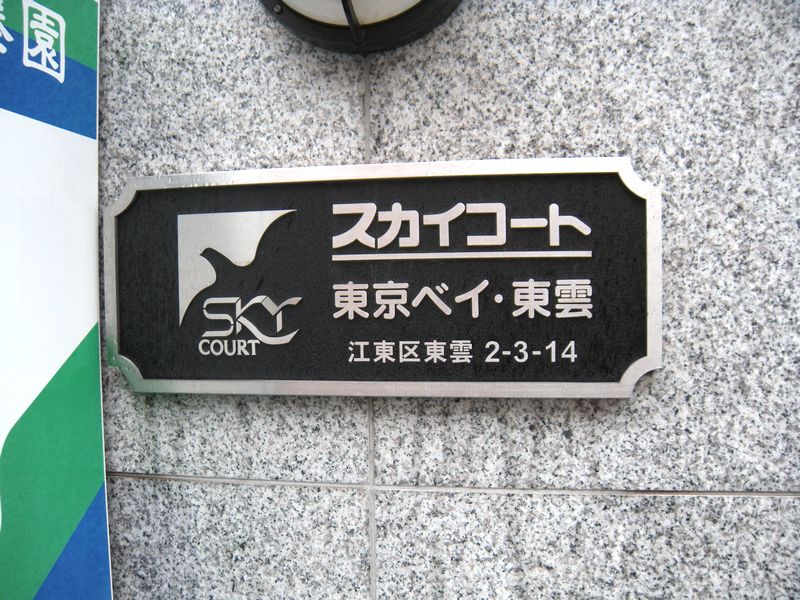 園
SKY
COURT
スカイコート
東京ベイ・東雲
江東区東雲 2-3-14